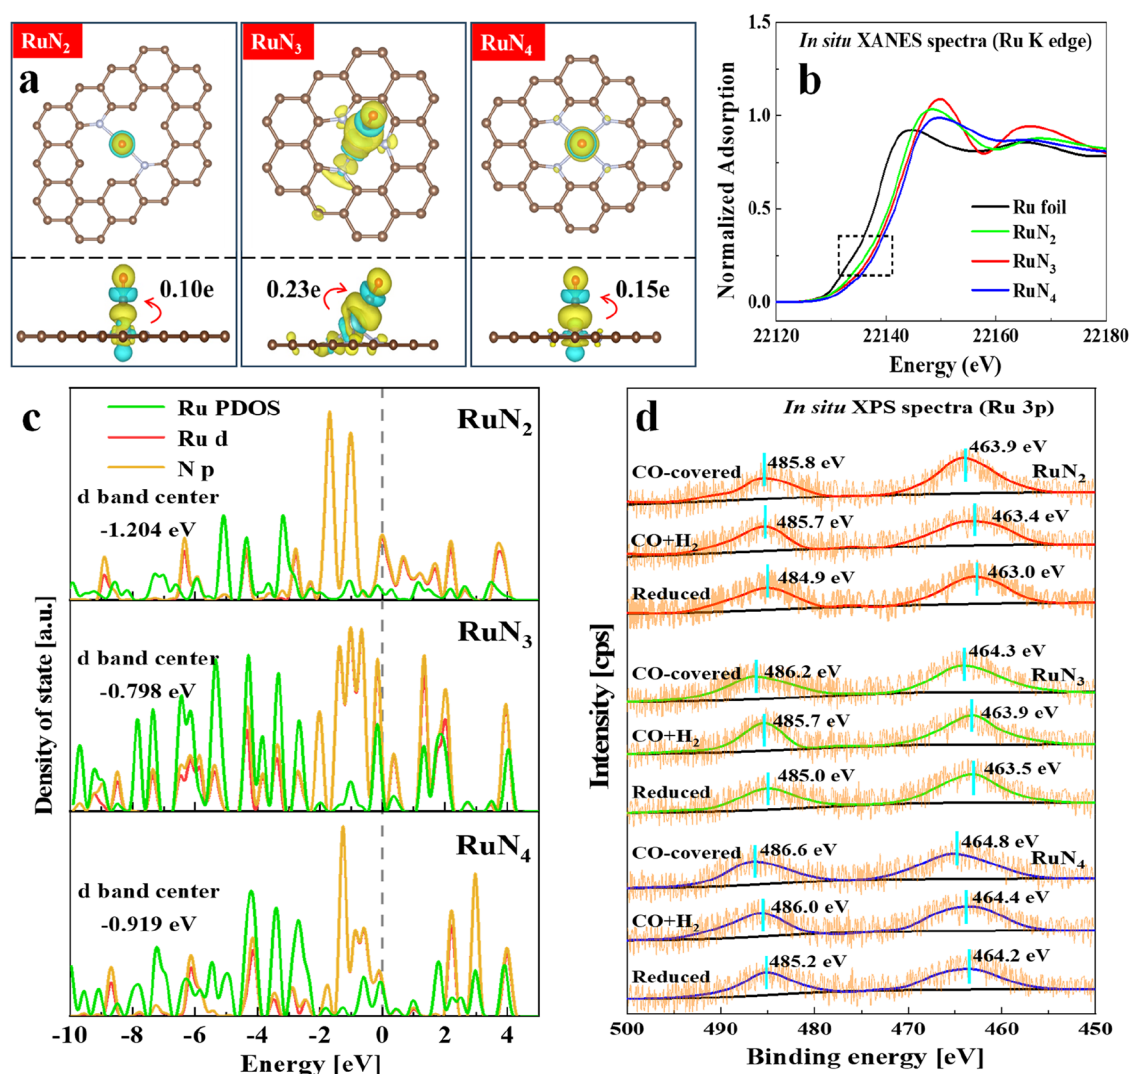 RuN2
a
0.10e
RuN3
0.23e
RuN4
0.15e
b
In situ XANES spectra (Ru K edge)
Normalized Adsorption
1.5
1.0
0.5
0.0
Ru foil
RuN2
RuN3
RuN4
22120 22140 22160 22180
Energy (eV)
c
Ru PDOS
Ru d
N p
RuN2
d band center
-1.204 eV
RuN3
d band center
-0.798 eV
RuN4
d band center
-0.919 eV
Density of state [a.u.]
-10 -8 -6 -4 -2 0 2 4
Energy [eV]
d
In situ XPS spectra (Ru 3p)
CO-covered 485.8 eV 463.9 eV RuN2
CO+H2 485.7 eV 463.4 eV
Reduced 484.9 eV 463.0 eV
CO-covered 486.2 eV 464.3 eV RuN3
CO+H2 485.7 eV 463.9 eV
Reduced 485.0 eV 463.5 eV
CO-covered 486.6 eV 464.8 eV RuN4
CO+H2 486.0 eV 464.4 eV
Reduced 485.2 eV 464.2 eV
Intensity [cps]
500 490 480 470 460 450
Binding energy [eV]